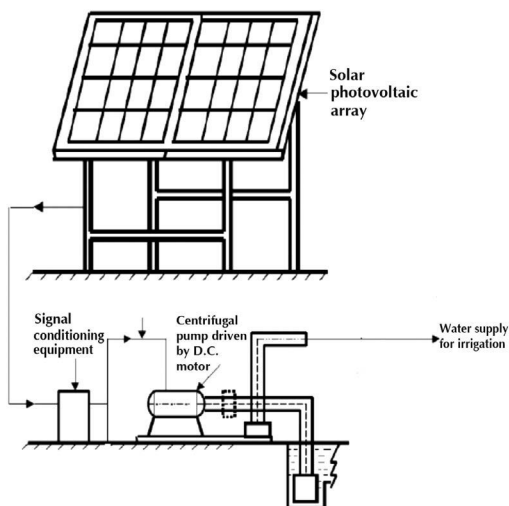 Solar
photovoltaic
array
Signal
conditioning
equipment
Centrifugal
pump driven
by D.C.
motor
Water supply
for irrigation